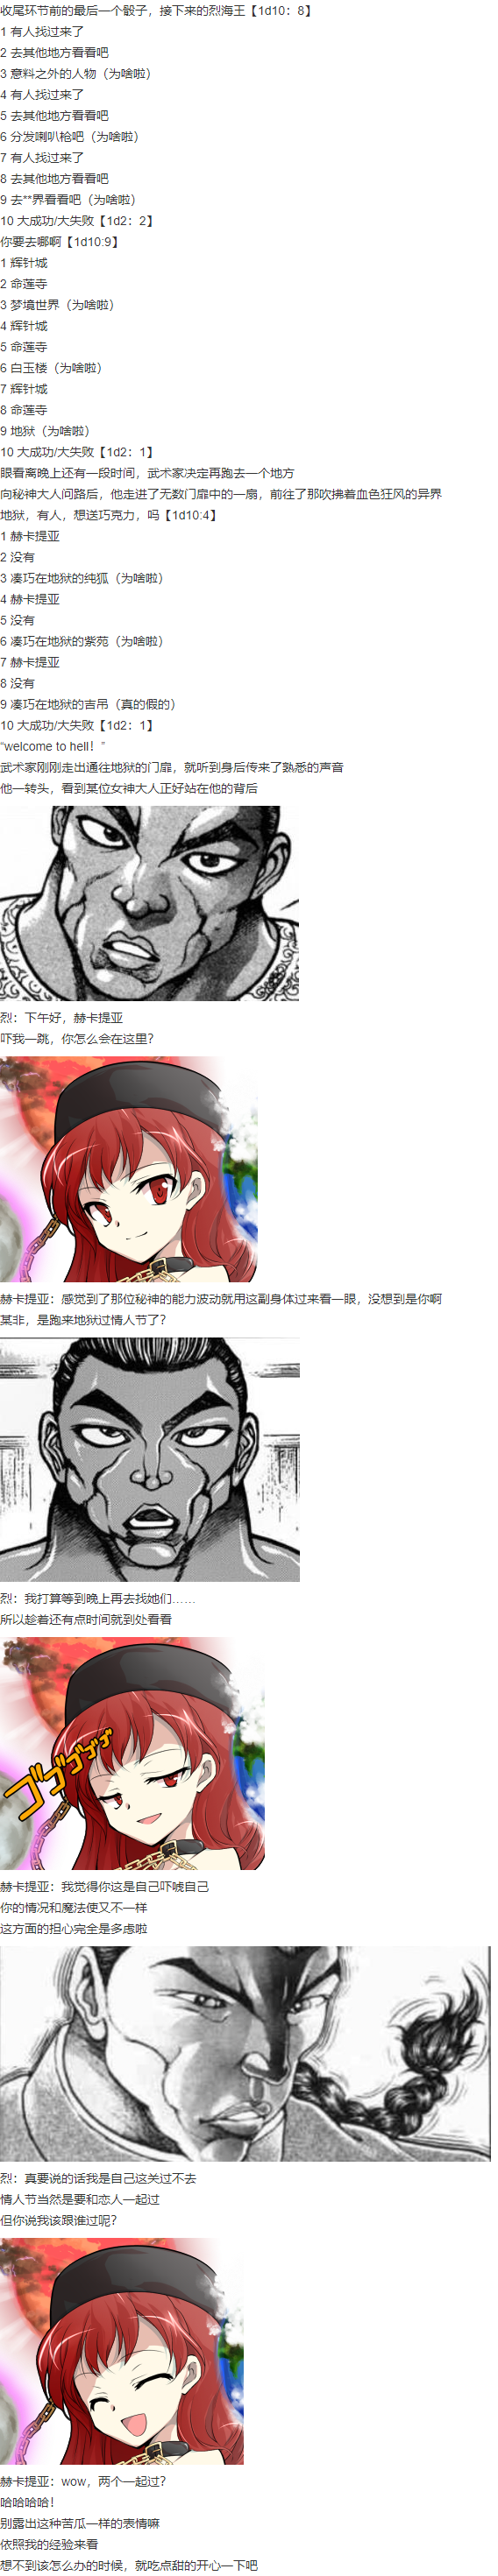 收尾环节前的最后一个骰子，接下来的烈海王【1d10：8】
1 有人找过来了
2 去其他地方看看吧
3 意料之外的人物（为啥啦）
4 有人找过来了
5 去其他地方看看吧
6 分发喇叭枪吧（为啥啦）
7 有人找过来了
8 去其他地方看看吧
9 去**界看看吧（为啥啦）
10 大成功/大失败【1d2：2】
你要去哪啊【1d10:9】
1 辉针城
2 命莲寺
3 梦境世界（为啥啦）
4 辉针城
5 命莲寺
6 白玉楼（为啥啦）
7 辉针城
8 命莲寺
9 地狱（为啥啦）
10 大成功/大失败【1d2：1】
眼看离晚上还有一段时间，武术家决定再跑去一个地方
向秘神大人问路后，他走进了无数门扉中的一扇，前往了那吹拂着血色狂风的异界
地狱，有人，想送巧克力，吗【1d10:4】
1 赫卡提亚
2 没有
3 凑巧在地狱的纯狐（为啥啦）
4 赫卡提亚
5 没有
6 凑巧在地狱的紫苑（为啥啦）
7 赫卡提亚
8 没有
9 凑巧在地狱的吉吊（真的假的）
10 大成功/大失败【1d2：1】
“welcome to hell！”
武术家刚刚走出通往地狱的门扉，就听到身后传来了熟悉的声音
他一转头，看到某位女神大人正好站在他的背后
烈：下午好，赫卡提亚
吓我一跳，你怎么会在这里？
赫卡提亚：感觉到了那位秘神的能力波动就用这副身体过来看一眼，没想到是你啊
莫非，是跑来地狱过情人节了？
烈：我打算等到晚上再去找她们……
所以趁着还有点时间就到处看看
ゴゴゴゴゴ
赫卡提亚：我觉得你这是自己吓唬自己
你的情况和魔法使又不一样
这方面的担心完全是多虑啦
烈：真要说的话我是自己这关过不去
情人节当然是要和恋人一起过
但你说我该跟谁过呢？
赫卡提亚：wow，两个一起过？
哈哈哈哈！
别露出这种苦瓜一样的表情嘛
依照我的经验来看
想不到该怎么办的时候，就吃点甜的开心一下吧